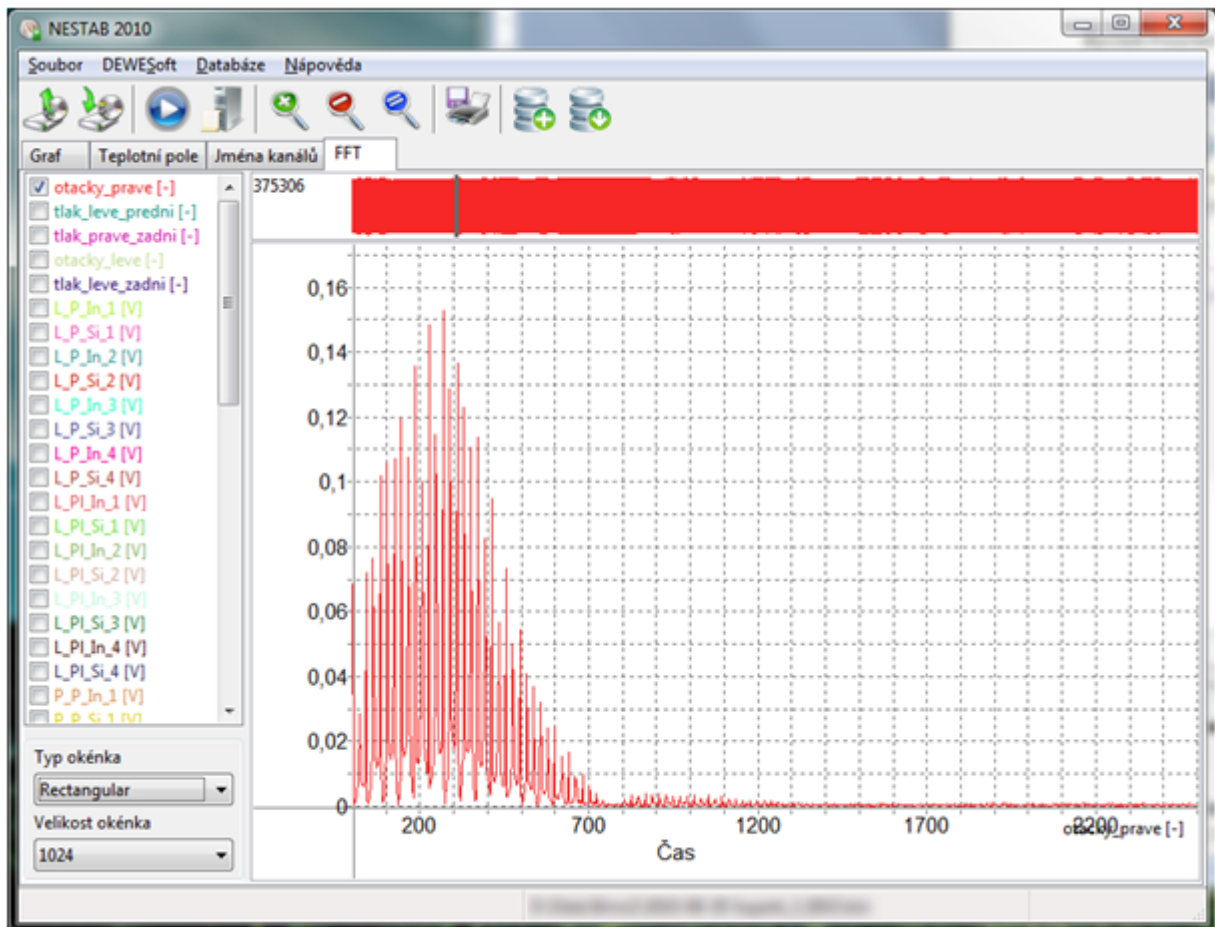 NESTAB 2010
Soubor DEWESoft Databáze Nápověda
Graf Teplotní pole Jména kanálů FFT
otacky_prave [-]
tlak_leve_predni [-]
tlak_prave_zadni [-]
otacky_leve [-]
tlak_leve_zadni [-]
L_P_In_1 [V]
L_P_Si_1 [V]
L_P_In_2 [V]
L_P_Si_2 [V]
L_P_In_3 [V]
L_P_Si_3 [V]
L_P_In_4 [V]
L_P_Si_4 [V]
L_Pl_In_1 [V]
L_Pl_Si_1 [V]
L_Pl_In_2 [V]
L_Pl_Si_2 [V]
L_Pl_In_3 [V]
L_Pl_Si_3 [V]
L_Pl_In_4 [V]
L_Pl_Si_4 [V]
P_P_In_1 [V]
P_P_Si_1 [V]
Typ okénka
Rectangular
Velikost okénka
1024
375306
0,16
0,14
0,12
0,1
0,08
0,06
0,04
0,02
0
200 700 1200 1700 2200
otacky_prave [-]
Čas